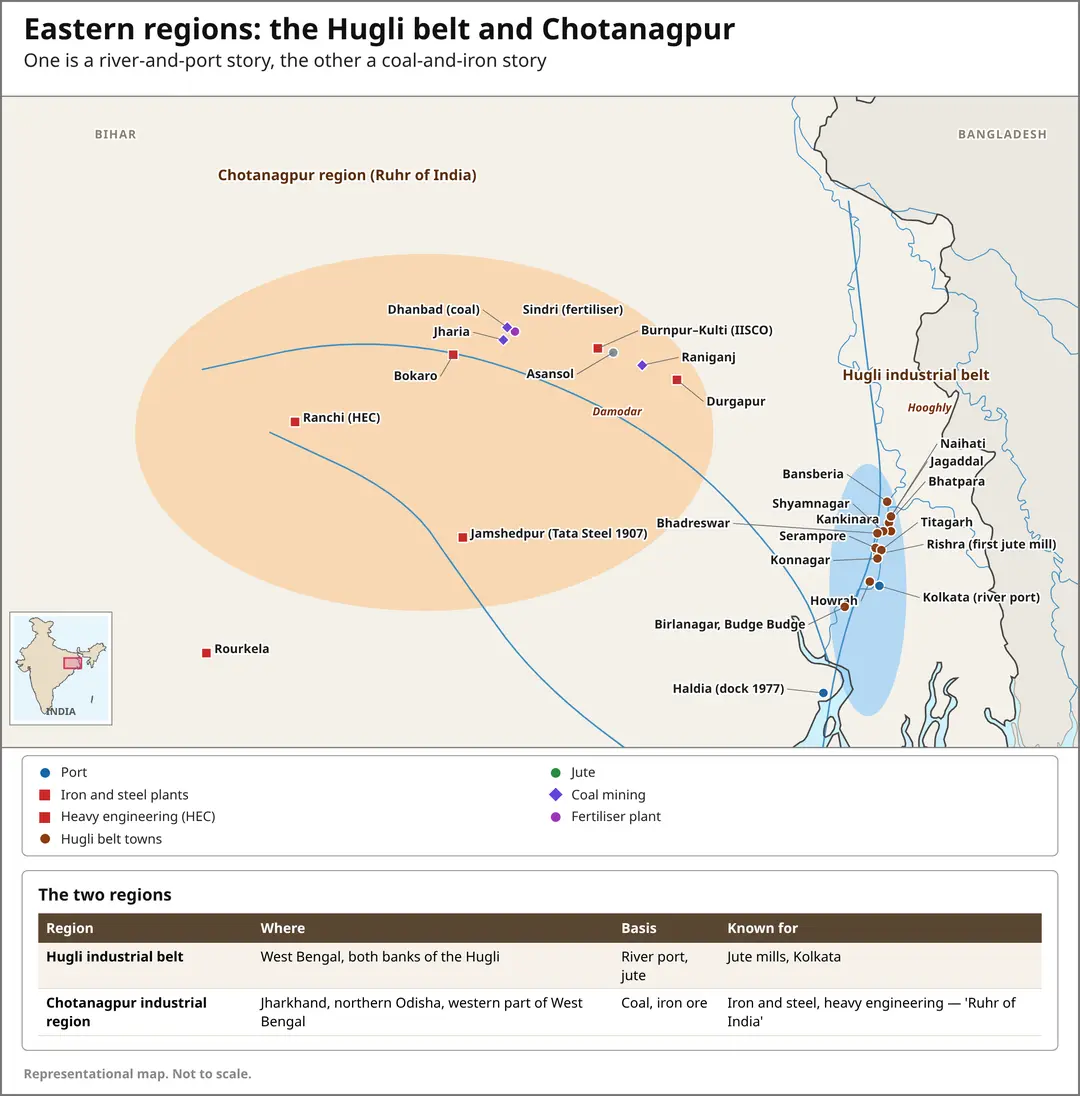 Eastern regions: the Hugli belt and Chotanagpur
One is a river-and-port story, the other a coal-and-iron story
BIHAR
BANGLADESH
Chotanagpur region (Ruhr of India)
Dhanbad (coal)
Sindri (fertiliser)
Jharia
Burnpur–Kulti (IISCO)
Raniganj
Bokaro
Asansol
Hugli industrial belt
Durgapur
Damodar
Hooghly
Ranchi (HEC)
Naihati
Jagaddal
Bansberia
Bhatpara
Shyamnagar
Kankinara
Bhadreswar
Titagarh
Serampore
Jamshedpur (Tata Steel 1907)
Rishra (first jute mill)
Konnagar
Howrah
Kolkata (river port)
Birlanagar, Budge Budge
Rourkela
Haldia (dock 1977)
INDIA
Port
Jute
Iron and steel plants
Coal mining
Heavy engineering (HEC)
Fertiliser plant
Hugli belt towns
The two regions
Region Where Basis Known for
Hugli industrial belt West Bengal, both banks of the Hugli River port, Jute mills, Kolkata
jute
Chotanagpur industrial Jharkhand, northern Odisha, western part of West Coal, iron ore Iron and steel, heavy engineering — 'Ruhr of
region Bengal India'
Representational map. Not to scale.